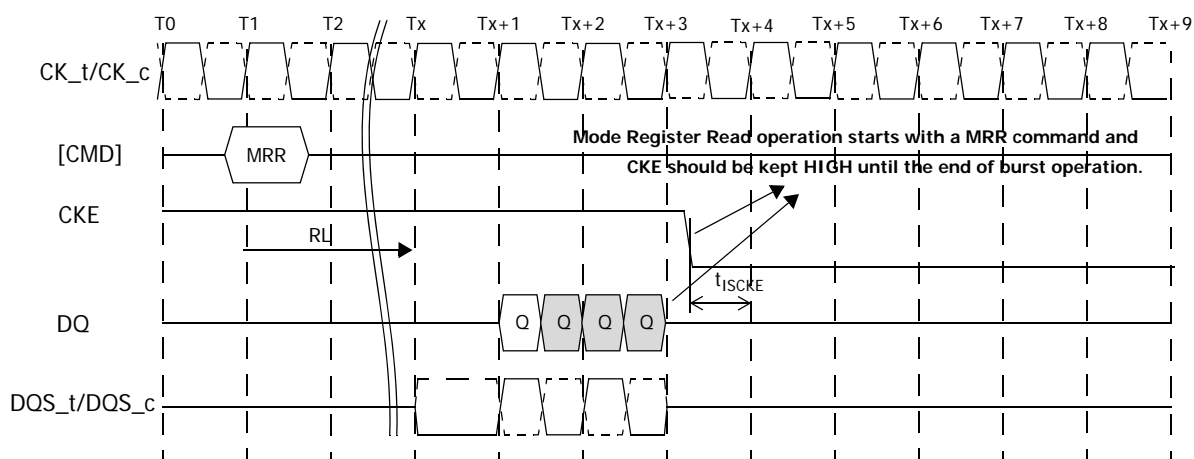 T0 T1 T2 Tx Tx+1 Tx+2 Tx+3 Tx+4 Tx+5 Tx+6 Tx+7 Tx+8 Tx+9
CK_t/CK_c
Mode Register Read operation starts with a MRR command and
[CMD] MRR
CKE should be kept HIGH until the end of burst operation.
CKE
RL
tISCKE
DQ Q Q Q Q
DQS_t/DQS_c